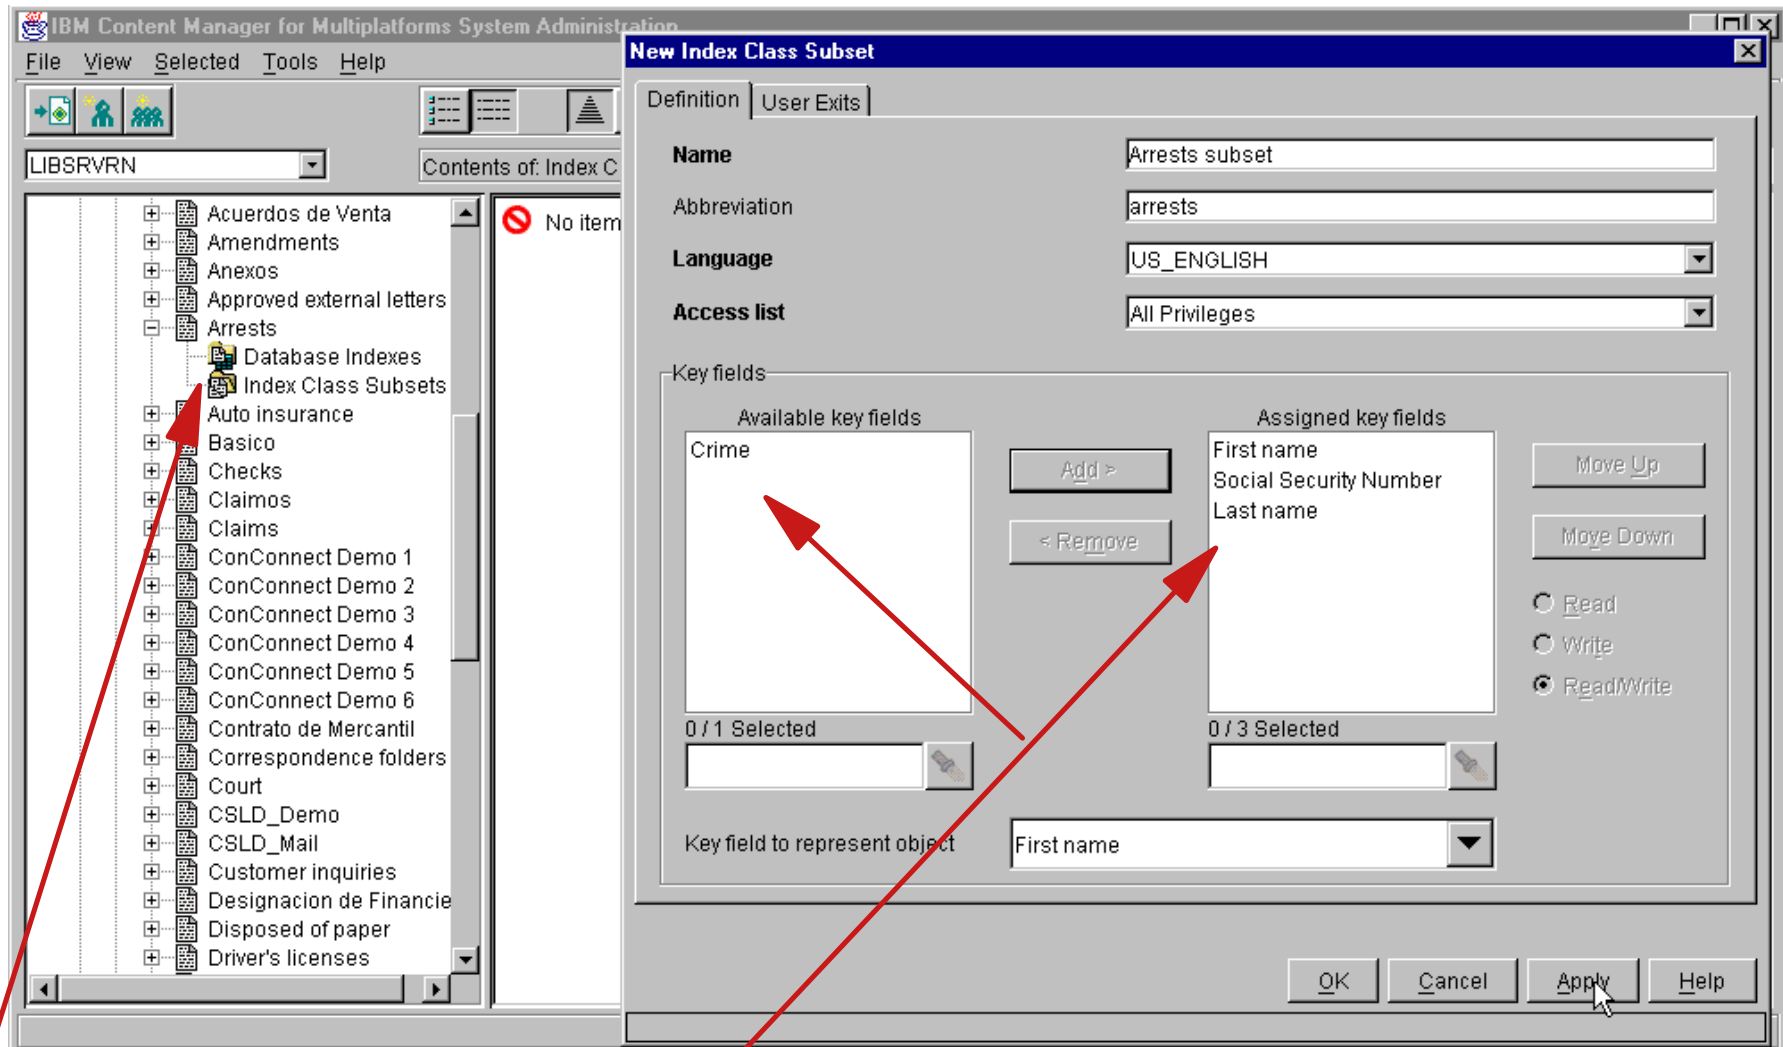 IBM Content Manager for Multiplatforms System Administration
File View Selected Tools Help
LIBSRVRN
Contents of: Index C
Acuerdos de Venta
Amendments
Anexos
Approved external letters
Arrests
Database Indexes
Index Class Subsets
Auto insurance
Basico
Checks
Claimos
Claims
ConConnect Demo 1
ConConnect Demo 2
ConConnect Demo 3
ConConnect Demo 4
ConConnect Demo 5
ConConnect Demo 6
Contrato de Mercantil
Correspondence folders
Court
CSLD_Demo
CSLD_Mail
Customer inquiries
Designacion de Financie
Disposed of paper
Driver's licenses
No item
New Index Class Subset
Definition User Exits
Name Arrests subset
Abbreviation arrests
Language US_ENGLISH
Access list All Privileges
Key fields
Available key fields
Crime
0 / 1 Selected
Add >
< Remove
Assigned key fields
First name
Social Security Number
Last name
0 / 3 Selected
Move Up
Move Down
Read
Write
Read/Write
Key field to represent object First name
OK Cancel Apply Help